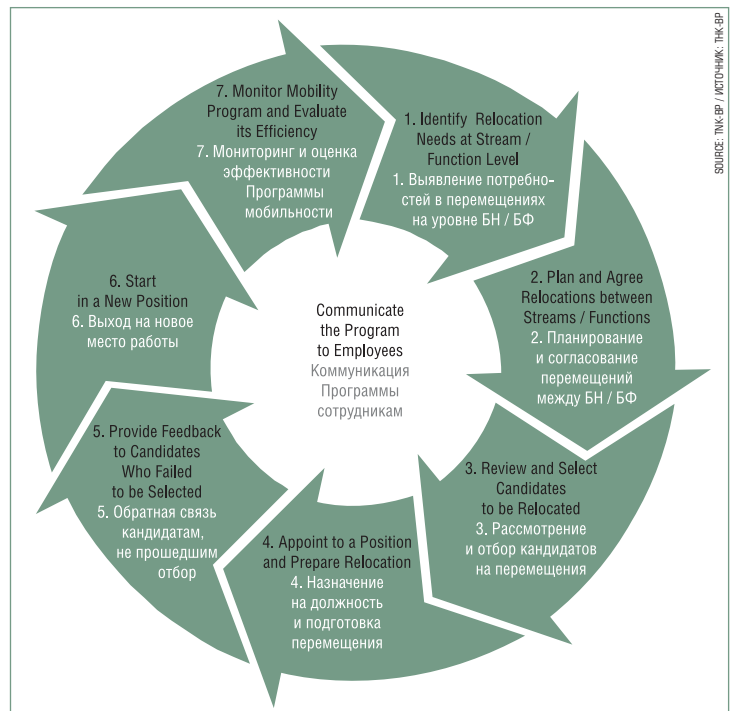 SOURCE: TNK-BP / ИСТОЧНИК: ТНК-ВР
1. Identify Relocation
Needs at Stream /
Function Level
1. Выявление потребно-
стей в перемещениях
на уровне БН / БФ
2. Plan and Agree
Relocations between
Streams / Functions
2. Планирование
и согласование
перемещений
между БН / БФ
3. Review and Select
Candidates
to be Relocated
3. Рассмотрение
и отбор кандидатов
на перемещения
4. Appoint to a Position
and Prepare Relocation
4. Назначение
на должность
и подготовка
перемещения
5. Provide Feedback
to Candidates
Who Failed
to be Selected
5. Обратная связь
кандидатам,
не прошедшим
отбор
6. Start
in a New Position
6. Выход на новое
место работы
7. Monitor Mobility
Program and Evaluate
its Efficiency
7. Мониторинг и оценка
эффективности
Программы
мобильности
Communicate
the Program
to Employees
Коммуникация
Программы
сотрудникам